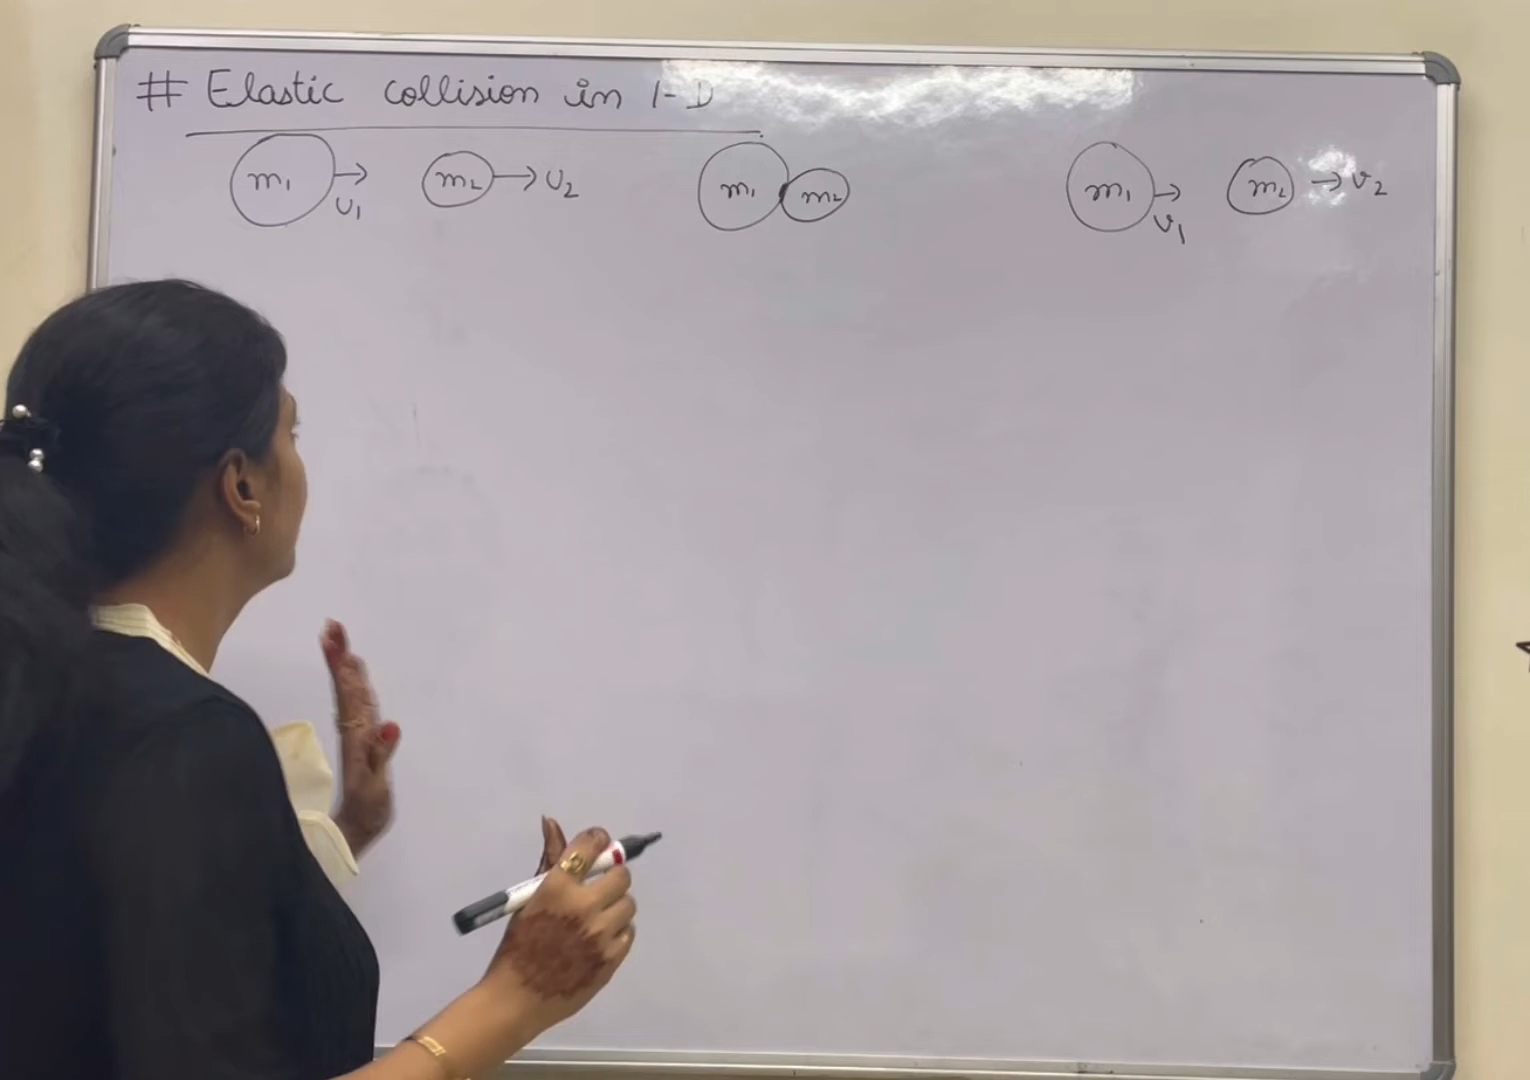 # Elastic collision in 1-D
m₁ → u₁ m₂ → u₂ m₁ m₂ m₁ → v₁ m₂ → v₂